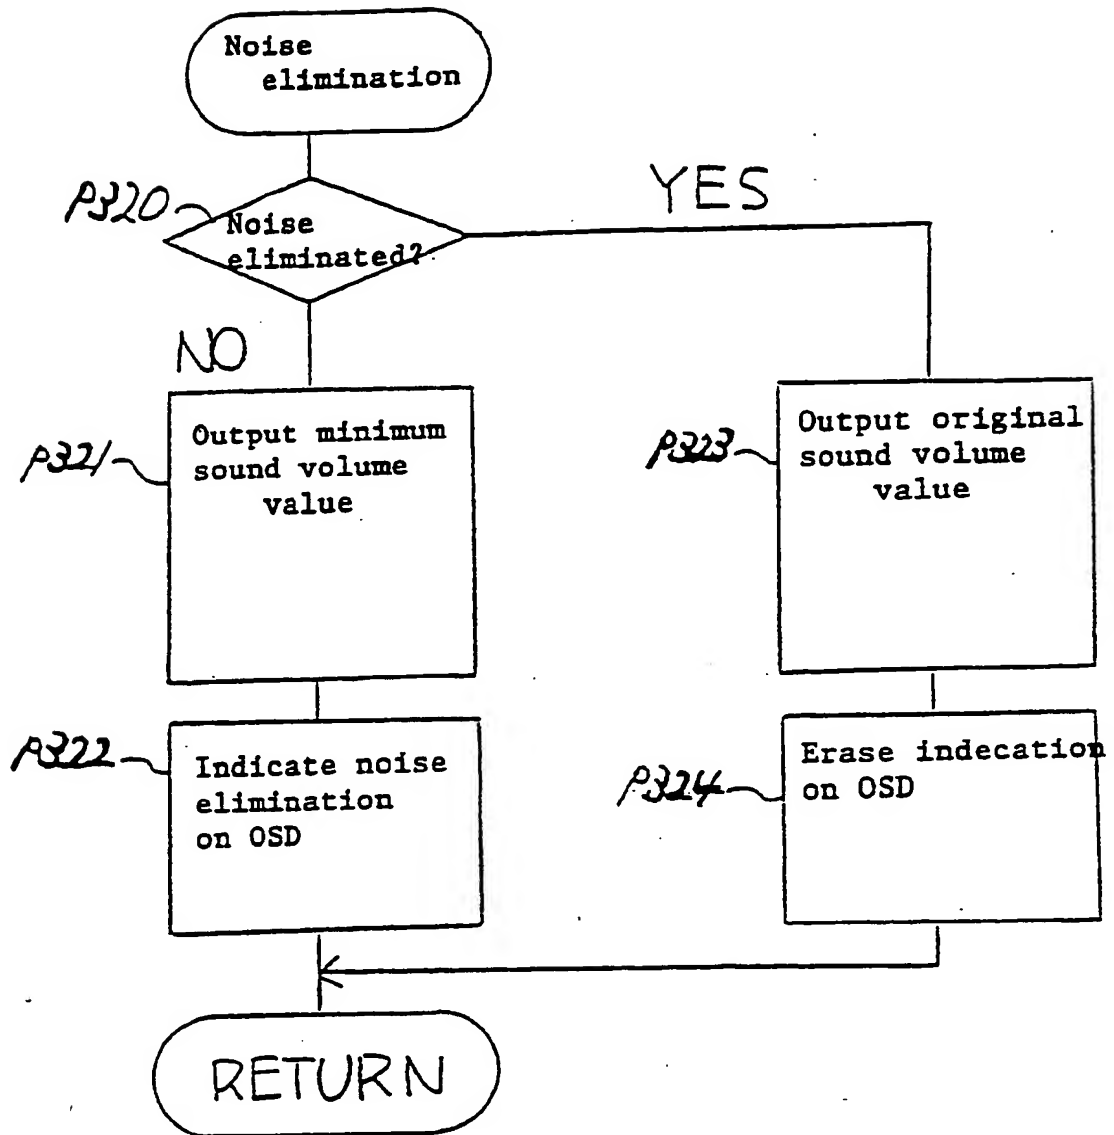 Noise
elimination
P320
Noise
eliminated?
YES
NO
P321
Output minimum
sound volume
value
P323
Output original
sound volume
value
P322
Indicate noise
elimination
on OSD
P324
Erase indecation
on OSD
RETURN